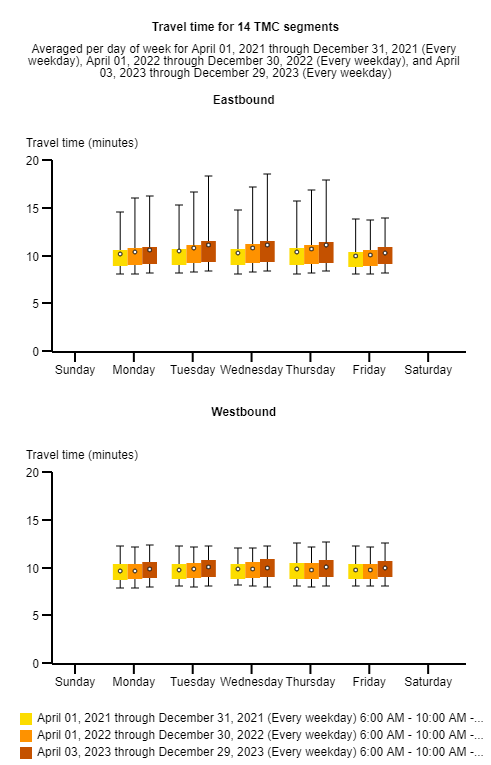 Travel time for 14 TMC segments
Averaged per day of week for April 01, 2021 through December 31, 2021 (Every
weekday), April 01, 2022 through December 30, 2022 (Every weekday), and April
03, 2023 through December 29, 2023 (Every weekday)
Eastbound
Travel time (minutes)
20
15
10
5
0
Sunday Monday Tuesday Wednesday Thursday Friday Saturday
Westbound
Travel time (minutes)
20
15
10
5
0
Sunday Monday Tuesday Wednesday Thursday Friday Saturday
April 01, 2021 through December 31, 2021 (Every weekday) 6:00 AM - 10:00 AM -...
April 01, 2022 through December 30, 2022 (Every weekday) 6:00 AM - 10:00 AM -...
April 03, 2023 through December 29, 2023 (Every weekday) 6:00 AM - 10:00 AM -...